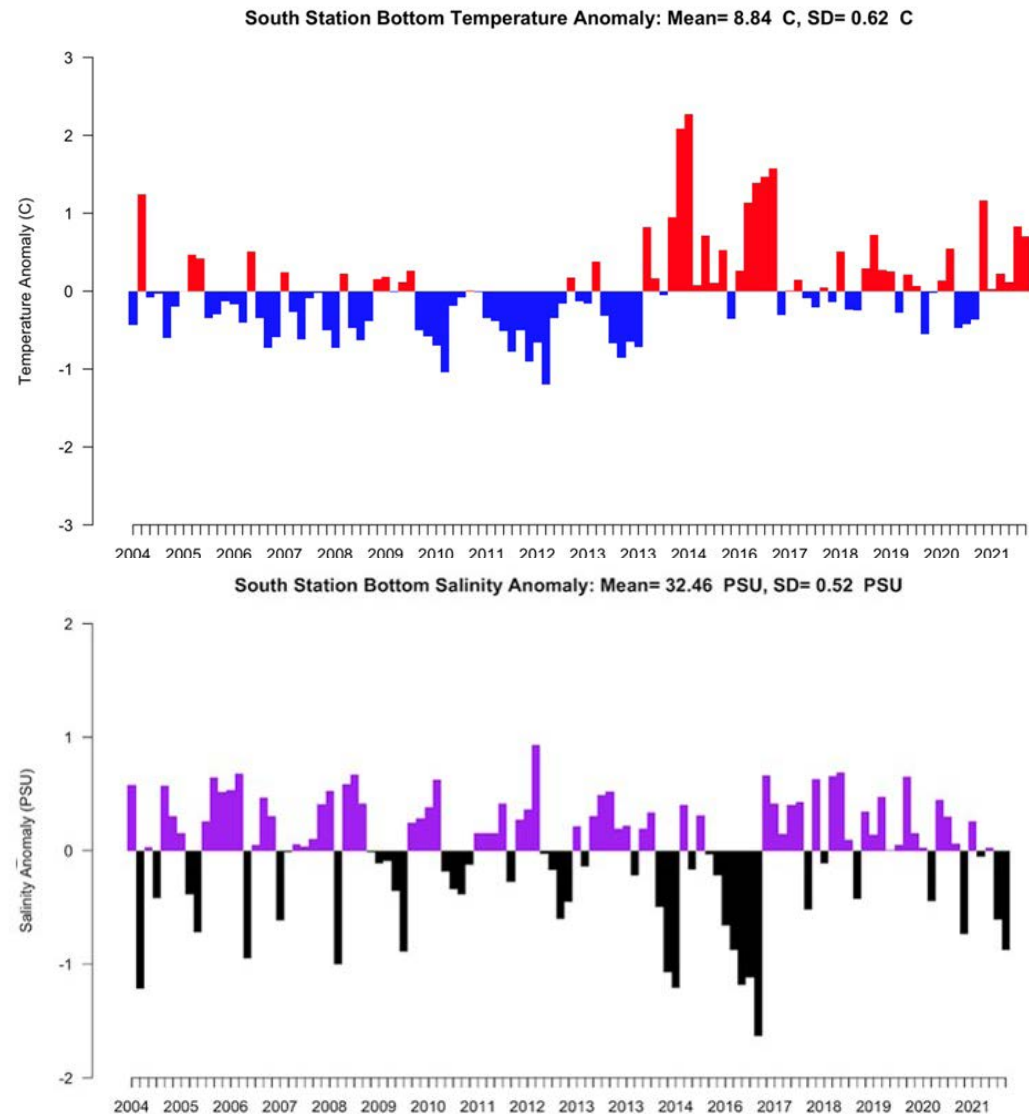 South Station Bottom Temperature Anomaly: Mean= 8.84 C, SD= 0.62 C
3
2
1
0
-1
-2
-3
Temperature Anomaly (C)
2004 2005 2006 2007 2008 2009 2010 2011 2012 2013 2013 2014 2016 2017 2018 2019 2020 2021
South Station Bottom Salinity Anomaly: Mean= 32.46 PSU, SD= 0.52 PSU
2
1
0
-1
-2
Salinity Anomaly (PSU)
2004 2005 2006 2007 2008 2009 2010 2011 2012 2013 2013 2014 2016 2017 2018 2019 2020 2021